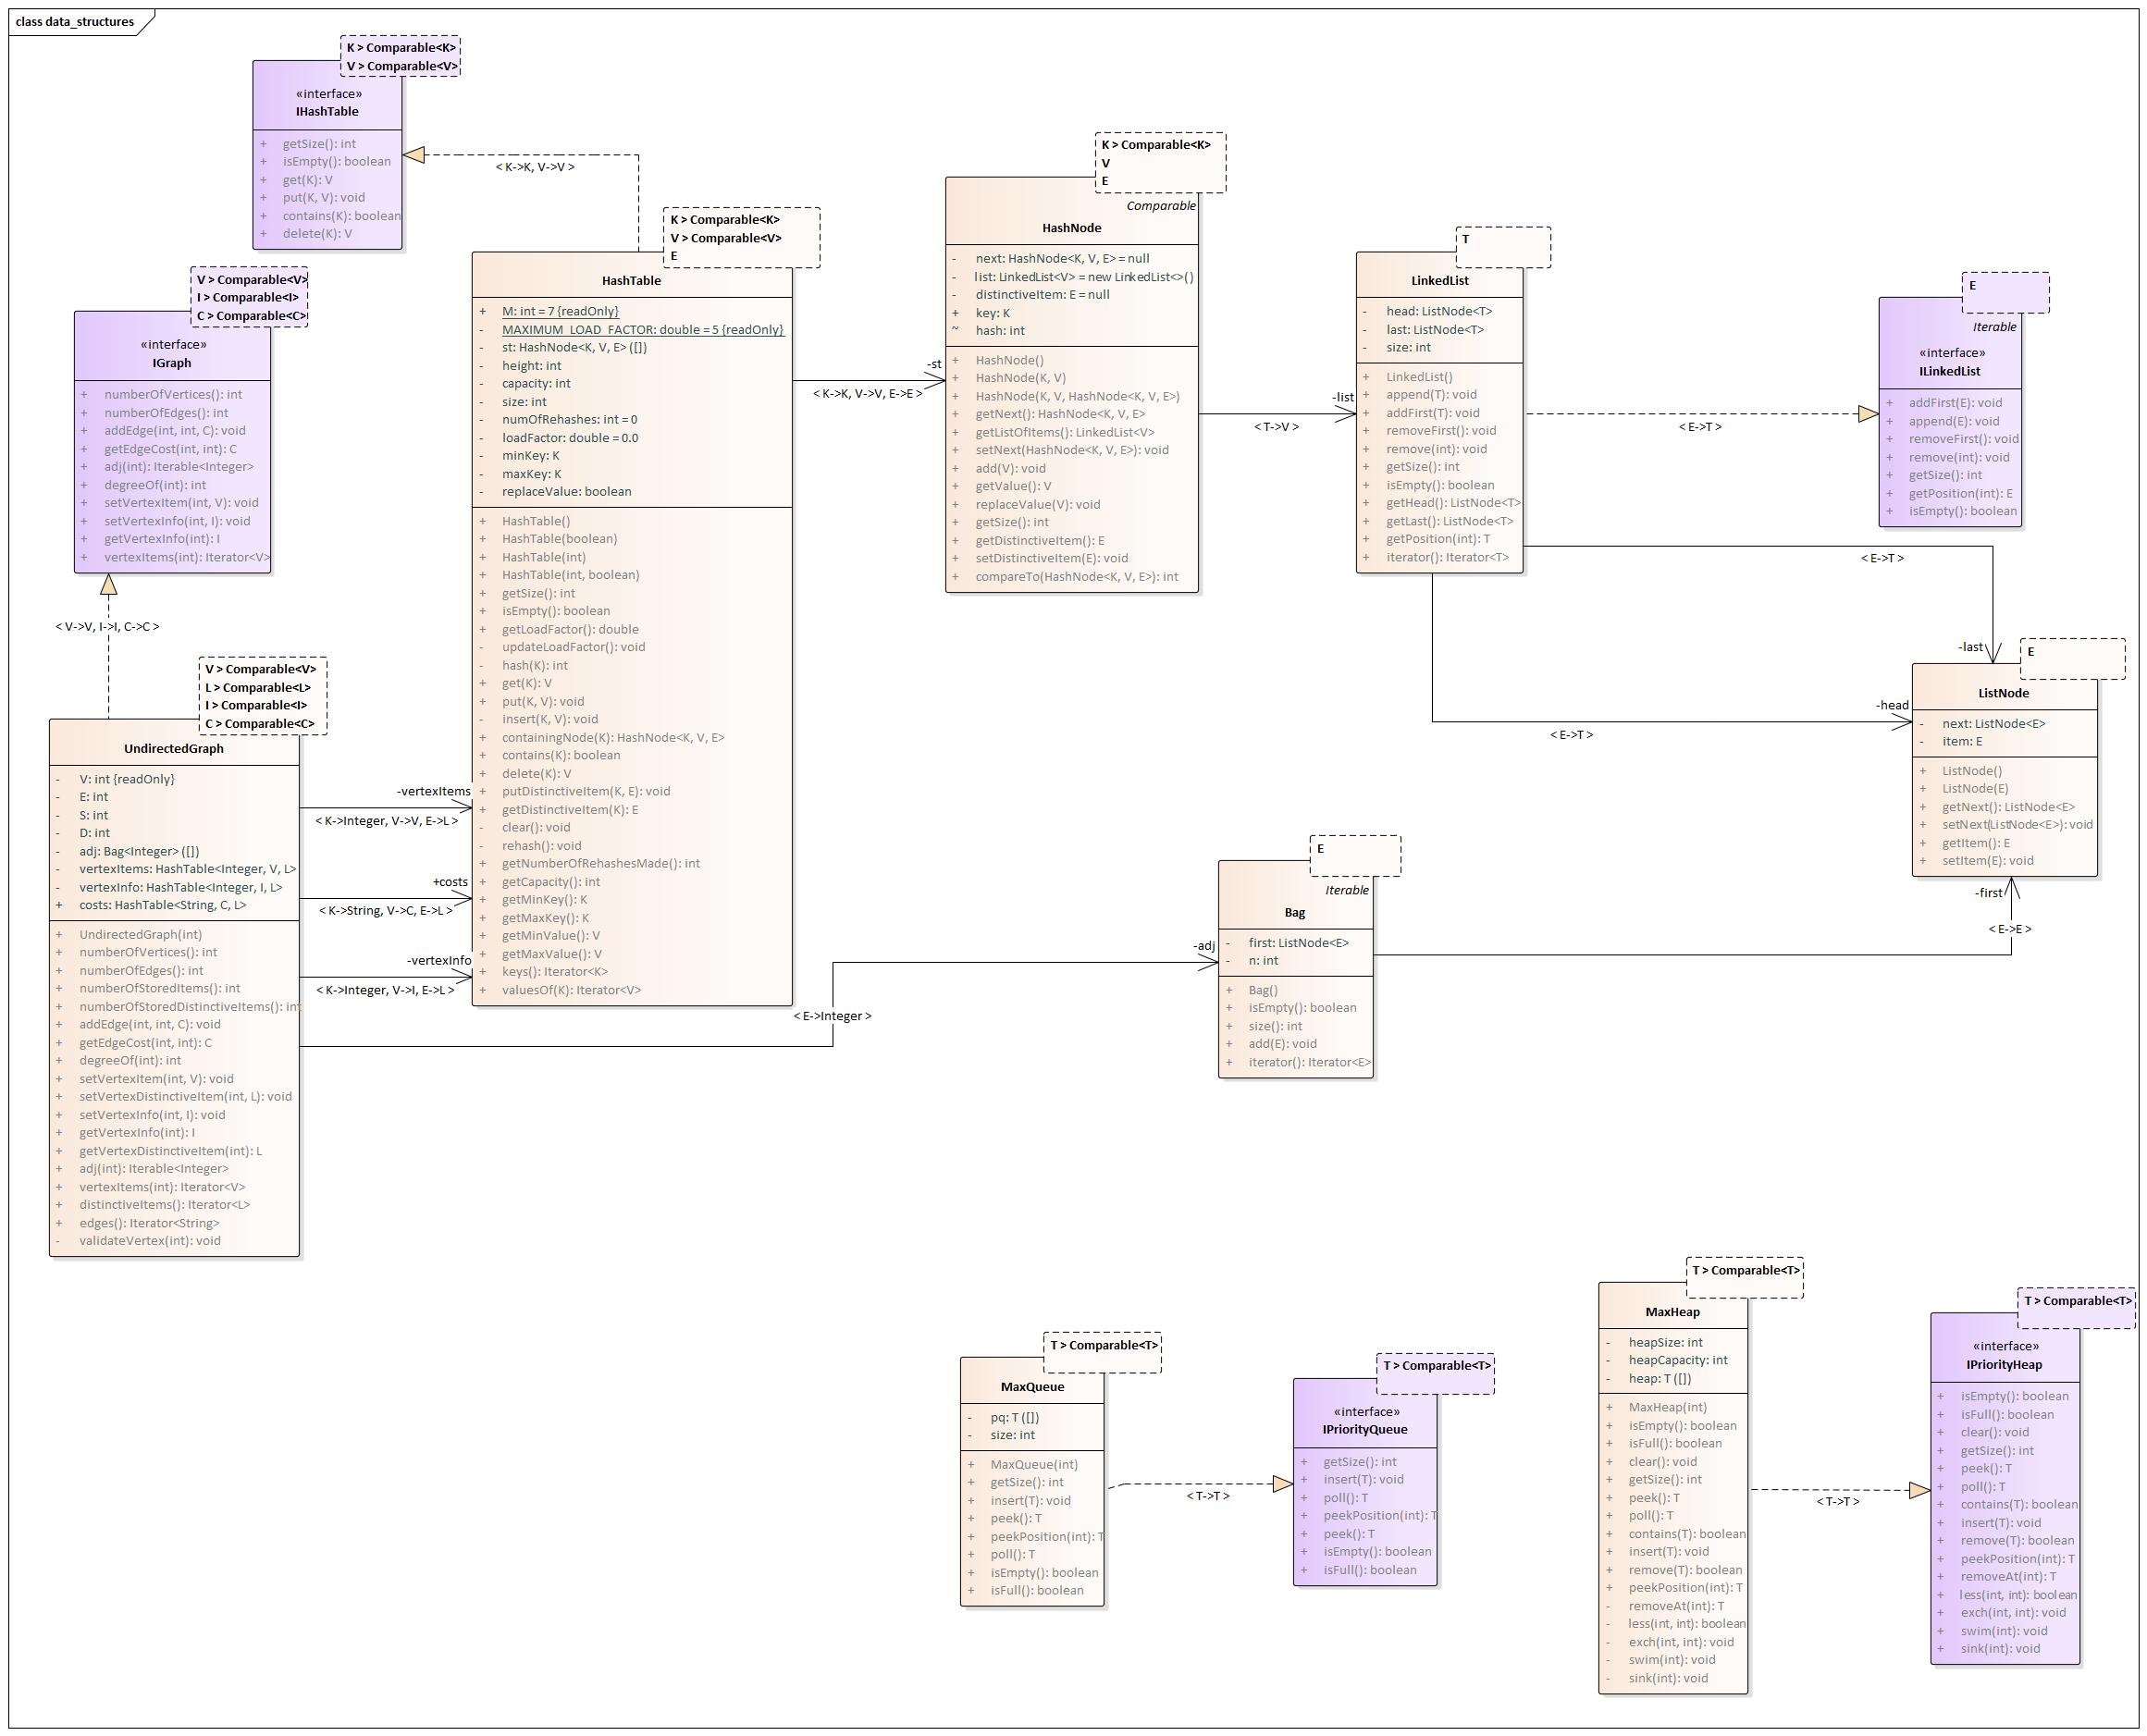 class data_structures
K > Comparable<K>
V > Comparable<V>
«interface»
IHashTable
+ getSize(): int
+ isEmpty(): boolean
+ get(K): V
+ put(K, V): void
+ contains(K): boolean
+ delete(K): V
< K->K, V->V >
V > Comparable<V>
I > Comparable<I>
C > Comparable<C>
«interface»
IGraph
+ numberOfVertices(): int
+ numberOfEdges(): int
+ addEdge(int, int, C): void
+ getEdgeCost(int, int): C
+ adj(int): Iterable<Integer>
+ degreeOf(int): int
+ setVertexItem(int, V): void
+ setVertexInfo(int, I): void
+ getVertexInfo(int): I
+ vertexItems(int): Iterator<V>
< V->V, I->I, C->C >
V > Comparable<V>
L > Comparable<L>
I > Comparable<I>
C > Comparable<C>
UndirectedGraph
- V: int {readOnly}
- E: int
- S: int
- D: int
- adj: Bag<Integer> ([])
- vertexItems: HashTable<Integer, V, L>
- vertexInfo: HashTable<Integer, I, L>
+ costs: HashTable<String, C, L>
+ UndirectedGraph(int)
+ numberOfVertices(): int
+ numberOfEdges(): int
+ numberOfStoredItems(): int
+ numberOfStoredDistinctiveItems(): int
+ addEdge(int, int, C): void
+ getEdgeCost(int, int): C
+ degreeOf(int): int
+ setVertexItem(int, V): void
+ setVertexDistinctiveItem(int, L): void
+ setVertexInfo(int, I): void
+ getVertexInfo(int): I
+ getVertexDistinctiveItem(int): L
+ adj(int): Iterable<Integer>
+ vertexItems(int): Iterator<V>
+ distinctiveItems(): Iterator<L>
+ edges(): Iterator<String>
- validateVertex(int): void
-vertexItems
< K->Integer, V->V, E->L >
+costs
< K->String, V->C, E->L >
-vertexInfo
< K->Integer, V->I, E->L >
K > Comparable<K>
V > Comparable<V>
E
HashTable
+ M: int = 7 {readOnly}
- MAXIMUM_LOAD_FACTOR: double = 5 {readOnly}
- st: HashNode<K, V, E> ([])
- height: int
- capacity: int
- size: int
- numOfRehashes: int = 0
- loadFactor: double = 0.0
- minKey: K
- maxKey: K
- replaceValue: boolean
+ HashTable()
+ HashTable(boolean)
+ HashTable(int)
+ HashTable(int, boolean)
+ getSize(): int
+ isEmpty(): boolean
+ getLoadFactor(): double
- updateLoadFactor(): void
- hash(K): int
+ get(K): V
+ put(K, V): void
- insert(K, V): void
+ containingNode(K): HashNode<K, V, E>
+ contains(K): boolean
+ delete(K): V
+ putDistinctiveItem(K, E): void
+ getDistinctiveItem(K): E
- clear(): void
- rehash(): void
+ getNumberOfRehashesMade(): int
+ getCapacity(): int
+ getMinKey(): K
+ getMaxKey(): K
+ getMinValue(): V
+ getMaxValue(): V
+ keys(): Iterator<K>
+ valuesOf(K): Iterator<V>
-st
< K->K, V->V, E->E >
K > Comparable<K>
V
E
Comparable
HashNode
- next: HashNode<K, V, E> = null
- list: LinkedList<V> = new LinkedList<>()
- distinctiveItem: E = null
+ key: K
~ hash: int
+ HashNode()
+ HashNode(K, V)
+ HashNode(K, V, HashNode<K, V, E>)
+ getNext(): HashNode<K, V, E>
+ getListOfItems(): LinkedList<V>
+ setNext(HashNode<K, V, E>): void
+ add(V): void
+ getValue(): V
+ replaceValue(V): void
+ getSize(): int
+ getDistinctiveItem(): E
+ setDistinctiveItem(E): void
+ compareTo(HashNode<K, V, E>): int
-list
< T->V >
T
LinkedList
- head: ListNode<T>
- last: ListNode<T>
- size: int
+ LinkedList()
+ append(T): void
+ addFirst(T): void
+ removeFirst(): void
+ remove(int): void
+ getSize(): int
+ isEmpty(): boolean
+ getHead(): ListNode<T>
+ getLast(): ListNode<T>
+ getPosition(int): T
+ iterator(): Iterator<T>
< E->T >
E
Iterable
«interface»
ILinkedList
+ addFirst(E): void
+ append(E): void
+ removeFirst(): void
+ remove(int): void
+ getSize(): int
+ getPosition(int): E
+ isEmpty(): boolean
< E->T >
-last
-head
< E->T >
E
ListNode
- next: ListNode<E>
- item: E
+ ListNode()
+ ListNode(E)
+ getNext(): ListNode<E>
+ setNext(ListNode<E>): void
+ getItem(): E
+ setItem(E): void
-first
< E->E >
-adj
< E->Integer >
E
Iterable
Bag
- first: ListNode<E>
- n: int
+ Bag()
+ isEmpty(): boolean
+ size(): int
+ add(E): void
+ iterator(): Iterator<E>
T > Comparable<T>
MaxQueue
- pq: T ([])
- size: int
+ MaxQueue(int)
+ getSize(): int
+ insert(T): void
+ peek(): T
+ peekPosition(int): T
+ poll(): T
+ isEmpty(): boolean
+ isFull(): boolean
< T->T >
T > Comparable<T>
«interface»
IPriorityQueue
+ getSize(): int
+ insert(T): void
+ poll(): T
+ peekPosition(int): T
+ peek(): T
+ isEmpty(): boolean
+ isFull(): boolean
T > Comparable<T>
MaxHeap
- heapSize: int
- heapCapacity: int
- heap: T ([])
+ MaxHeap(int)
+ isEmpty(): boolean
+ isFull(): boolean
+ clear(): void
+ getSize(): int
+ peek(): T
+ poll(): T
+ contains(T): boolean
+ insert(T): void
+ remove(T): boolean
+ peekPosition(int): T
- removeAt(int): T
- less(int, int): boolean
- exch(int, int): void
- swim(int): void
- sink(int): void
< T->T >
T > Comparable<T>
«interface»
IPriorityHeap
+ isEmpty(): boolean
+ isFull(): boolean
+ clear(): void
+ getSize(): int
+ peek(): T
+ poll(): T
+ contains(T): boolean
+ insert(T): void
+ remove(T): boolean
+ peekPosition(int): T
+ removeAt(int): T
+ less(int, int): boolean
+ exch(int, int): void
+ swim(int): void
+ sink(int): void